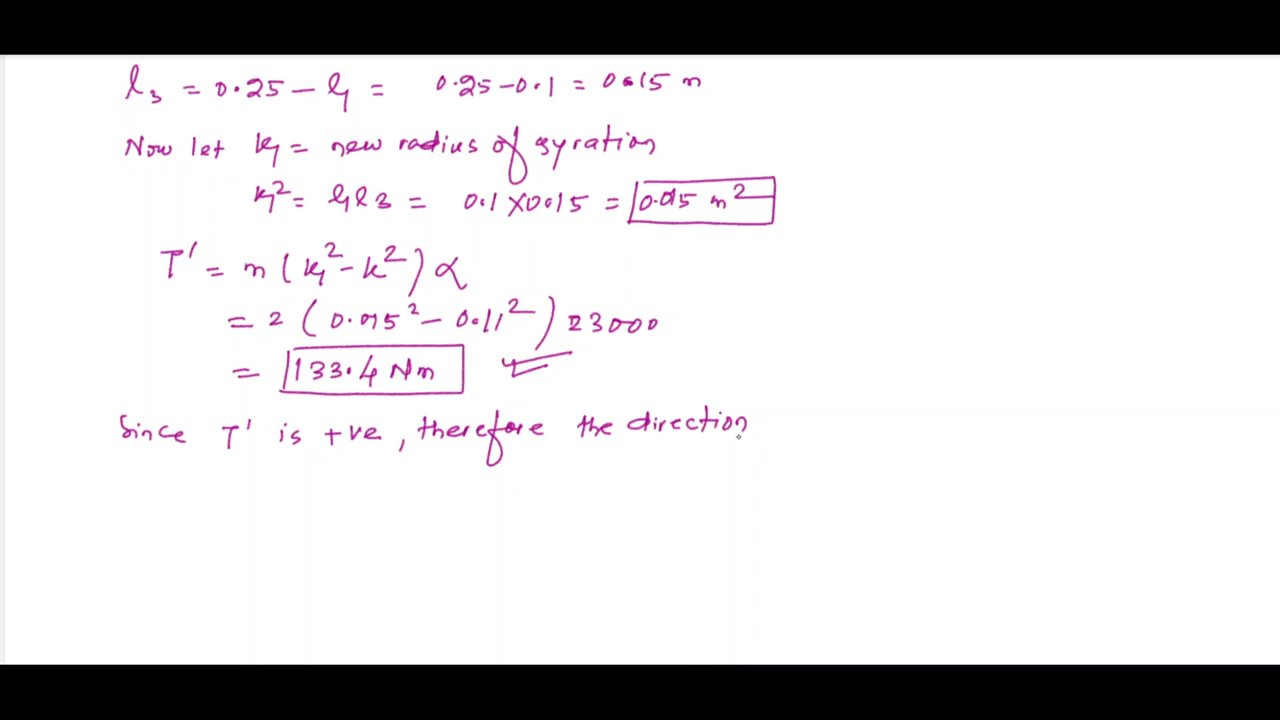 l₃ = 0.25 - l₁ = 0.25 - 0.1 = 0.15 m
Now let k₁ = new radius of gyration
k₁² = l₁l₃ = 0.1 X 0.15 = 0.015 m²
T' = m (k₁² - k²) α
= 2 (0.015² - 0.11²) 23000
= 133.4 Nm
Since T' is +ve, therefore the direction